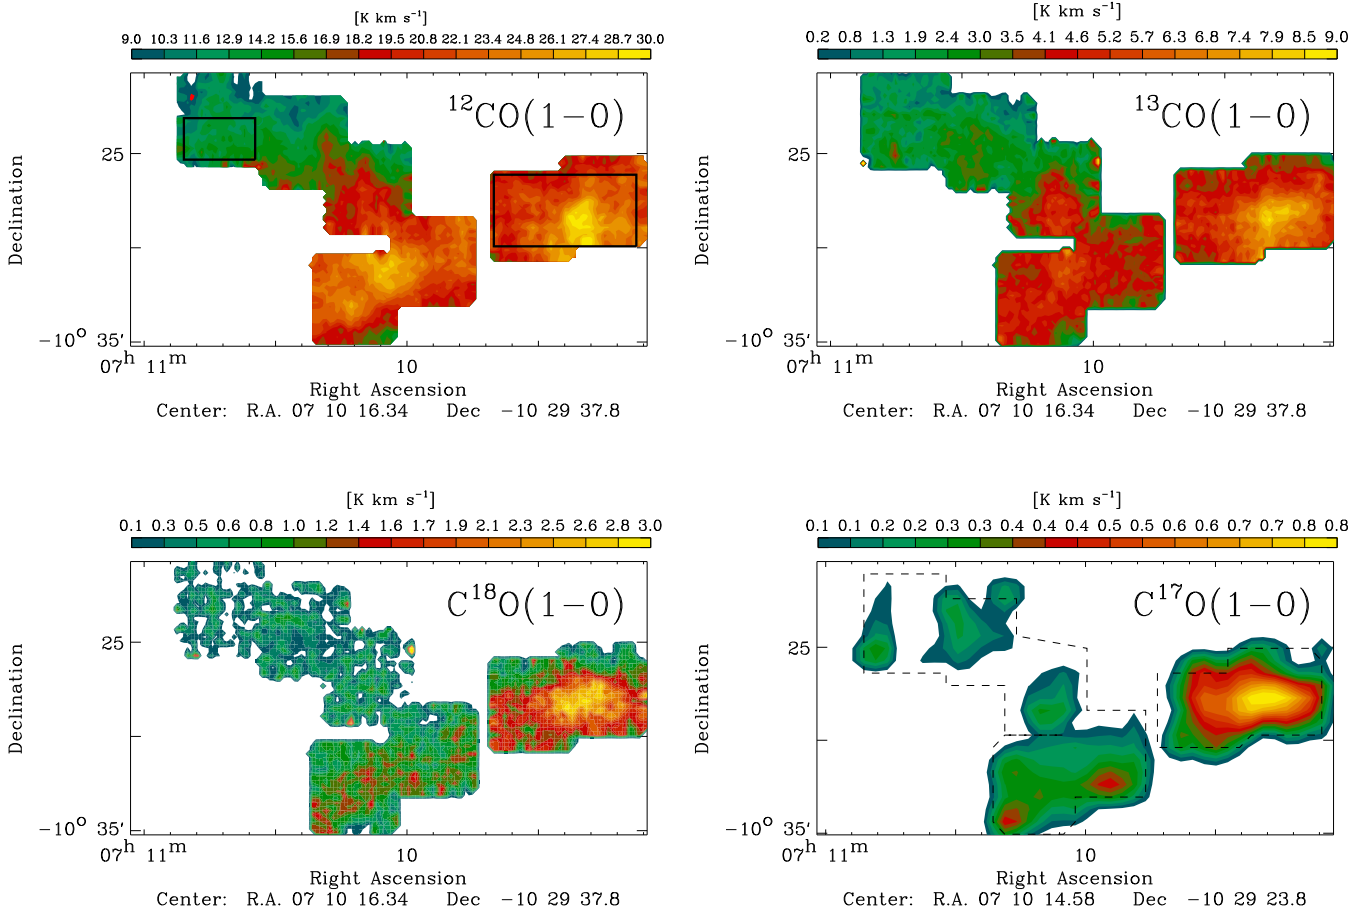 [K km s⁻¹]
9.0 10.3 11.6 12.9 14.2 15.6 16.9 18.2 19.5 20.8 22.1 23.4 24.8 26.1 27.4 28.7 30.0
¹²CO(1−0)
25
−10° 35'
07ʰ 11ᵐ 10
Declination
Right Ascension
Center: R.A. 07 10 16.34 Dec −10 29 37.8
[K km s⁻¹]
0.2 0.8 1.3 1.9 2.4 3.0 3.5 4.1 4.6 5.2 5.7 6.3 6.8 7.4 7.9 8.5 9.0
¹³CO(1−0)
25
−10° 35'
07ʰ 11ᵐ 10
Declination
Right Ascension
Center: R.A. 07 10 16.34 Dec −10 29 37.8
[K km s⁻¹]
0.1 0.3 0.5 0.6 0.8 1.0 1.2 1.4 1.6 1.7 1.9 2.1 2.3 2.5 2.6 2.8 3.0
C¹⁸O(1−0)
25
−10° 35'
07ʰ 11ᵐ 10
Declination
Right Ascension
Center: R.A. 07 10 16.34 Dec −10 29 37.8
[K km s⁻¹]
0.1 0.1 0.2 0.2 0.3 0.3 0.4 0.4 0.4 0.5 0.5 0.6 0.6 0.7 0.7 0.8 0.8
C¹⁷O(1−0)
25
−10° 35'
07ʰ 11ᵐ 10
Declination
Right Ascension
Center: R.A. 07 10 14.58 Dec −10 29 23.8